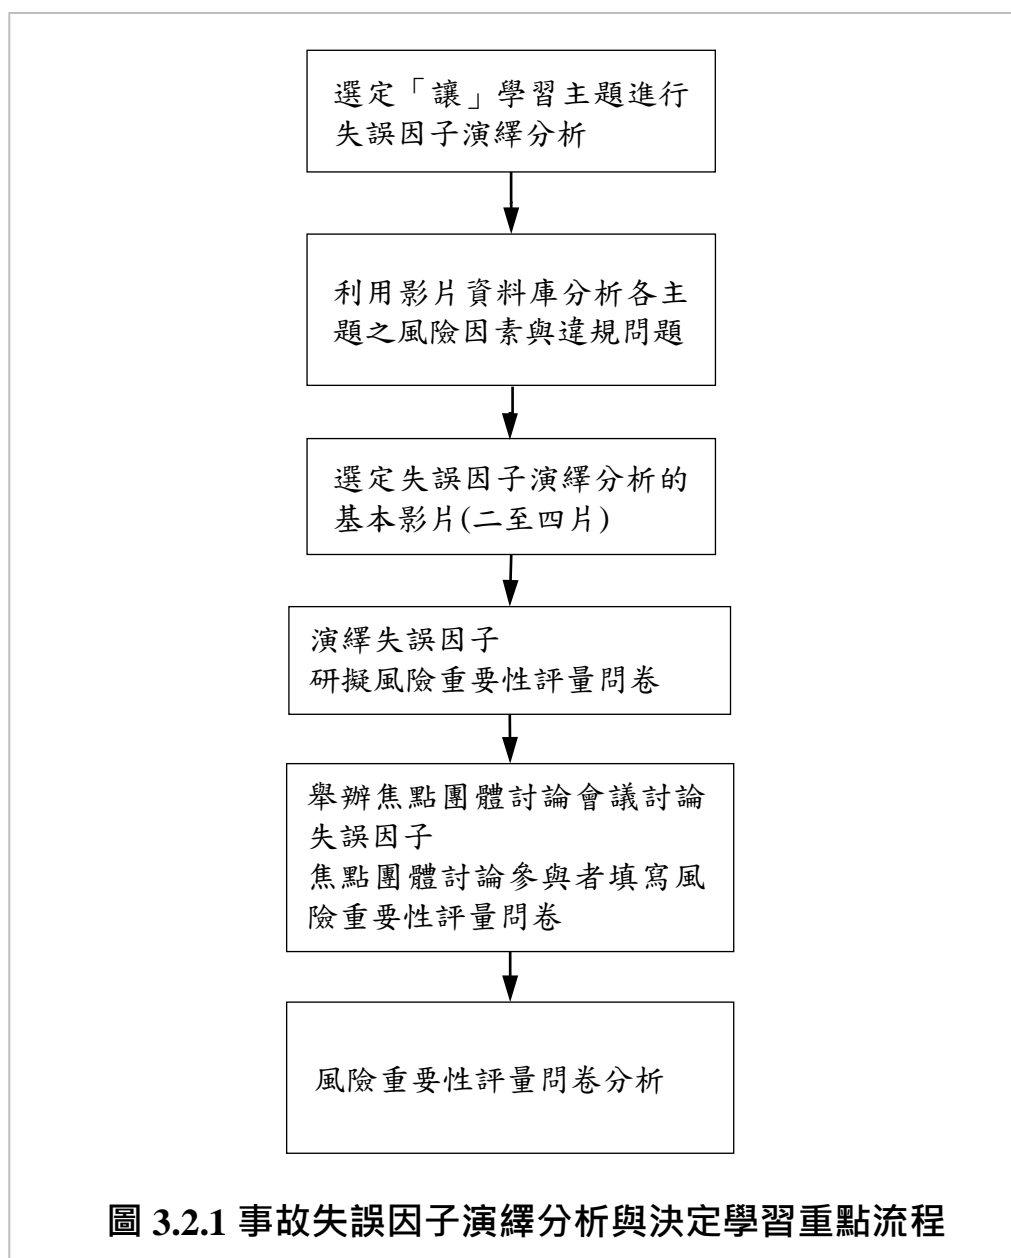 選定「讓」學習主題進行
失誤因子演繹分析
利用影片資料庫分析各主
題之風險因素與違規問題
選定失誤因子演繹分析的
基本影片(二至四片)
演繹失誤因子
研擬風險重要性評量問卷
舉辦焦點團體討論會議討論
失誤因子
焦點團體討論參與者填寫風
險重要性評量問卷
風險重要性評量問卷分析
圖 3.2.1 事故失誤因子演繹分析與決定學習重點流程